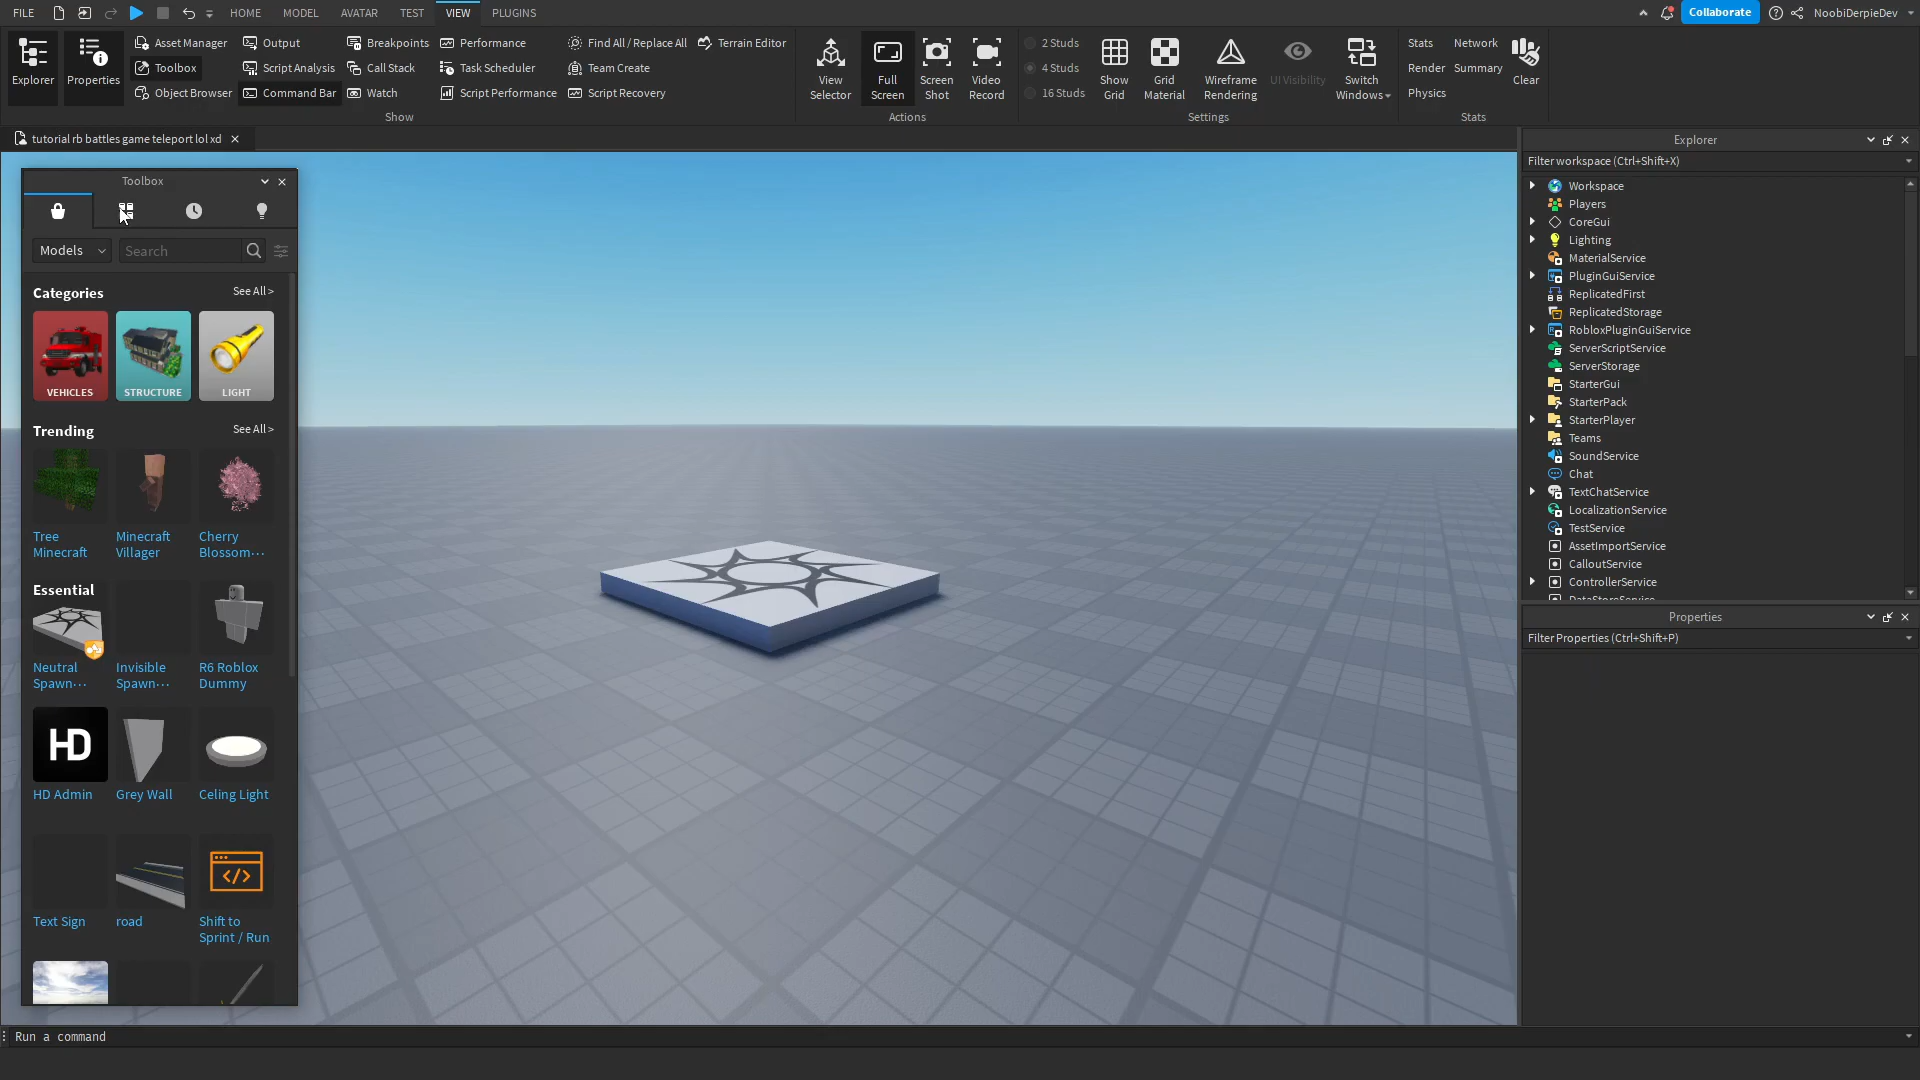 FILE
HOME
MODEL
AVATAR
TEST
VIEW
PLUGINS
Collaborate
NoobiDerpieDev
Explorer
Properties
Asset Manager
Toolbox
Object Browser
Output
Script Analysis
Command Bar
Breakpoints
Call Stack
Watch
Performance
Task Scheduler
Script Performance
Find All / Replace All
Team Create
Script Recovery
Terrain Editor
Show
View
Selector
Full
Screen
Screen
Shot
Video
Record
Actions
2 Studs
4 Studs
16 Studs
Show
Grid
Grid
Material
Wireframe
Rendering
UI Visibility
Switch
Windows
Settings
Stats
Network
Render
Summary
Physics
Clear
Stats
tutorial rb battles game teleport lol xd
Toolbox
Models
Search
Categories
See All >
VEHICLES
STRUCTURE
LIGHT
Trending
See All >
Tree
Minecraft
Minecraft
Villager
Cherry
Blossom...
Essential
Neutral
Spawn...
Invisible
Spawn...
R6 Roblox
Dummy
HD
HD Admin
Grey Wall
Celing Light
Text Sign
road
</>
Shift to
Sprint / Run
Explorer
Filter workspace (Ctrl+Shift+X)
Workspace
Players
CoreGui
Lighting
MaterialService
PluginGuiService
ReplicatedFirst
ReplicatedStorage
RobloxPluginGuiService
ServerScriptService
ServerStorage
StarterGui
StarterPack
StarterPlayer
Teams
SoundService
Chat
TextChatService
LocalizationService
TestService
AssetImportService
CalloutService
ControllerService
DataStoreService
Properties
Filter Properties (Ctrl+Shift+P)
Run a command